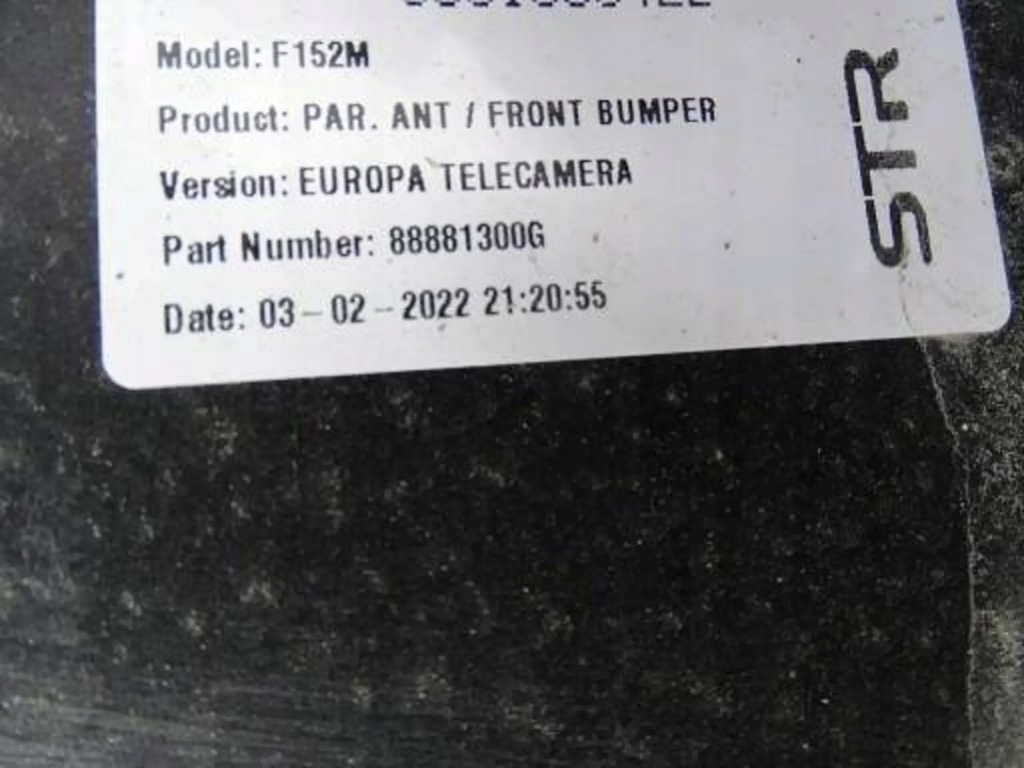 Model: F152M
Product: PAR. ANT / FRONT BUMPER
Version: EUROPA TELECAMERA
Part Number: 88881300G
Date: 03-02-2022 21:20:55
STR